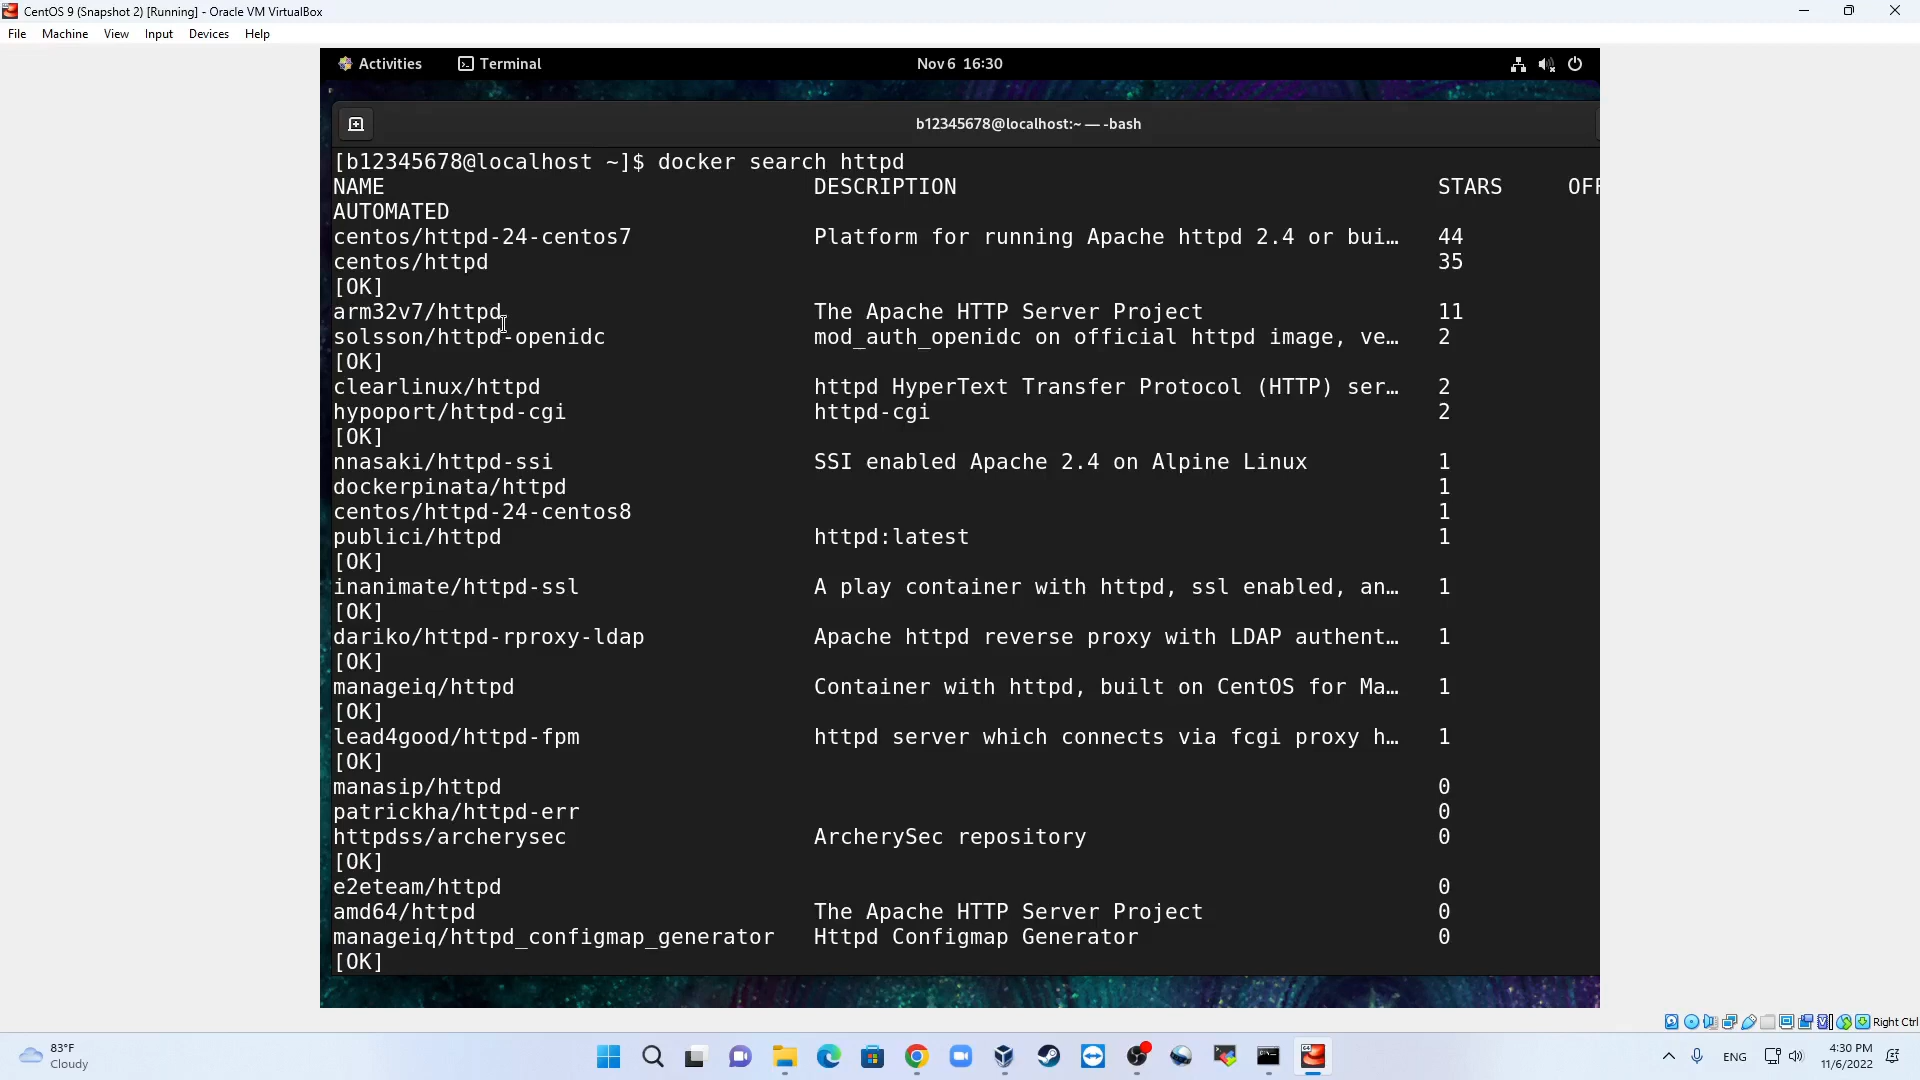 CentOS 9 (Snapshot 2) [Running] - Oracle VM VirtualBox
File Machine View Input Devices Help
Activities Terminal Nov 6 16:30
b12345678@localhost:~ — -bash
[b12345678@localhost ~]$ docker search httpd
NAME DESCRIPTION STARS OFF
AUTOMATED
centos/httpd-24-centos7 Platform for running Apache httpd 2.4 or bui… 44
centos/httpd 35
[OK]
arm32v7/httpd The Apache HTTP Server Project 11
solsson/httpd-openidc mod_auth_openidc on official httpd image, ve… 2
[OK]
clearlinux/httpd httpd HyperText Transfer Protocol (HTTP) ser… 2
hypoport/httpd-cgi httpd-cgi 2
[OK]
nnasaki/httpd-ssi SSI enabled Apache 2.4 on Alpine Linux 1
dockerpinata/httpd 1
centos/httpd-24-centos8 1
publici/httpd httpd:latest 1
[OK]
inanimate/httpd-ssl A play container with httpd, ssl enabled, an… 1
[OK]
dariko/httpd-rproxy-ldap Apache httpd reverse proxy with LDAP authent… 1
[OK]
manageiq/httpd Container with httpd, built on CentOS for Ma… 1
[OK]
lead4good/httpd-fpm httpd server which connects via fcgi proxy h… 1
[OK]
manasip/httpd 0
patrickha/httpd-err 0
httpdss/archerysec ArcherySec repository 0
[OK]
e2eteam/httpd 0
amd64/httpd The Apache HTTP Server Project 0
manageiq/httpd_configmap_generator Httpd Configmap Generator 0
[OK]
Right Ctrl
83°F
Cloudy
ENG
4:30 PM
11/6/2022